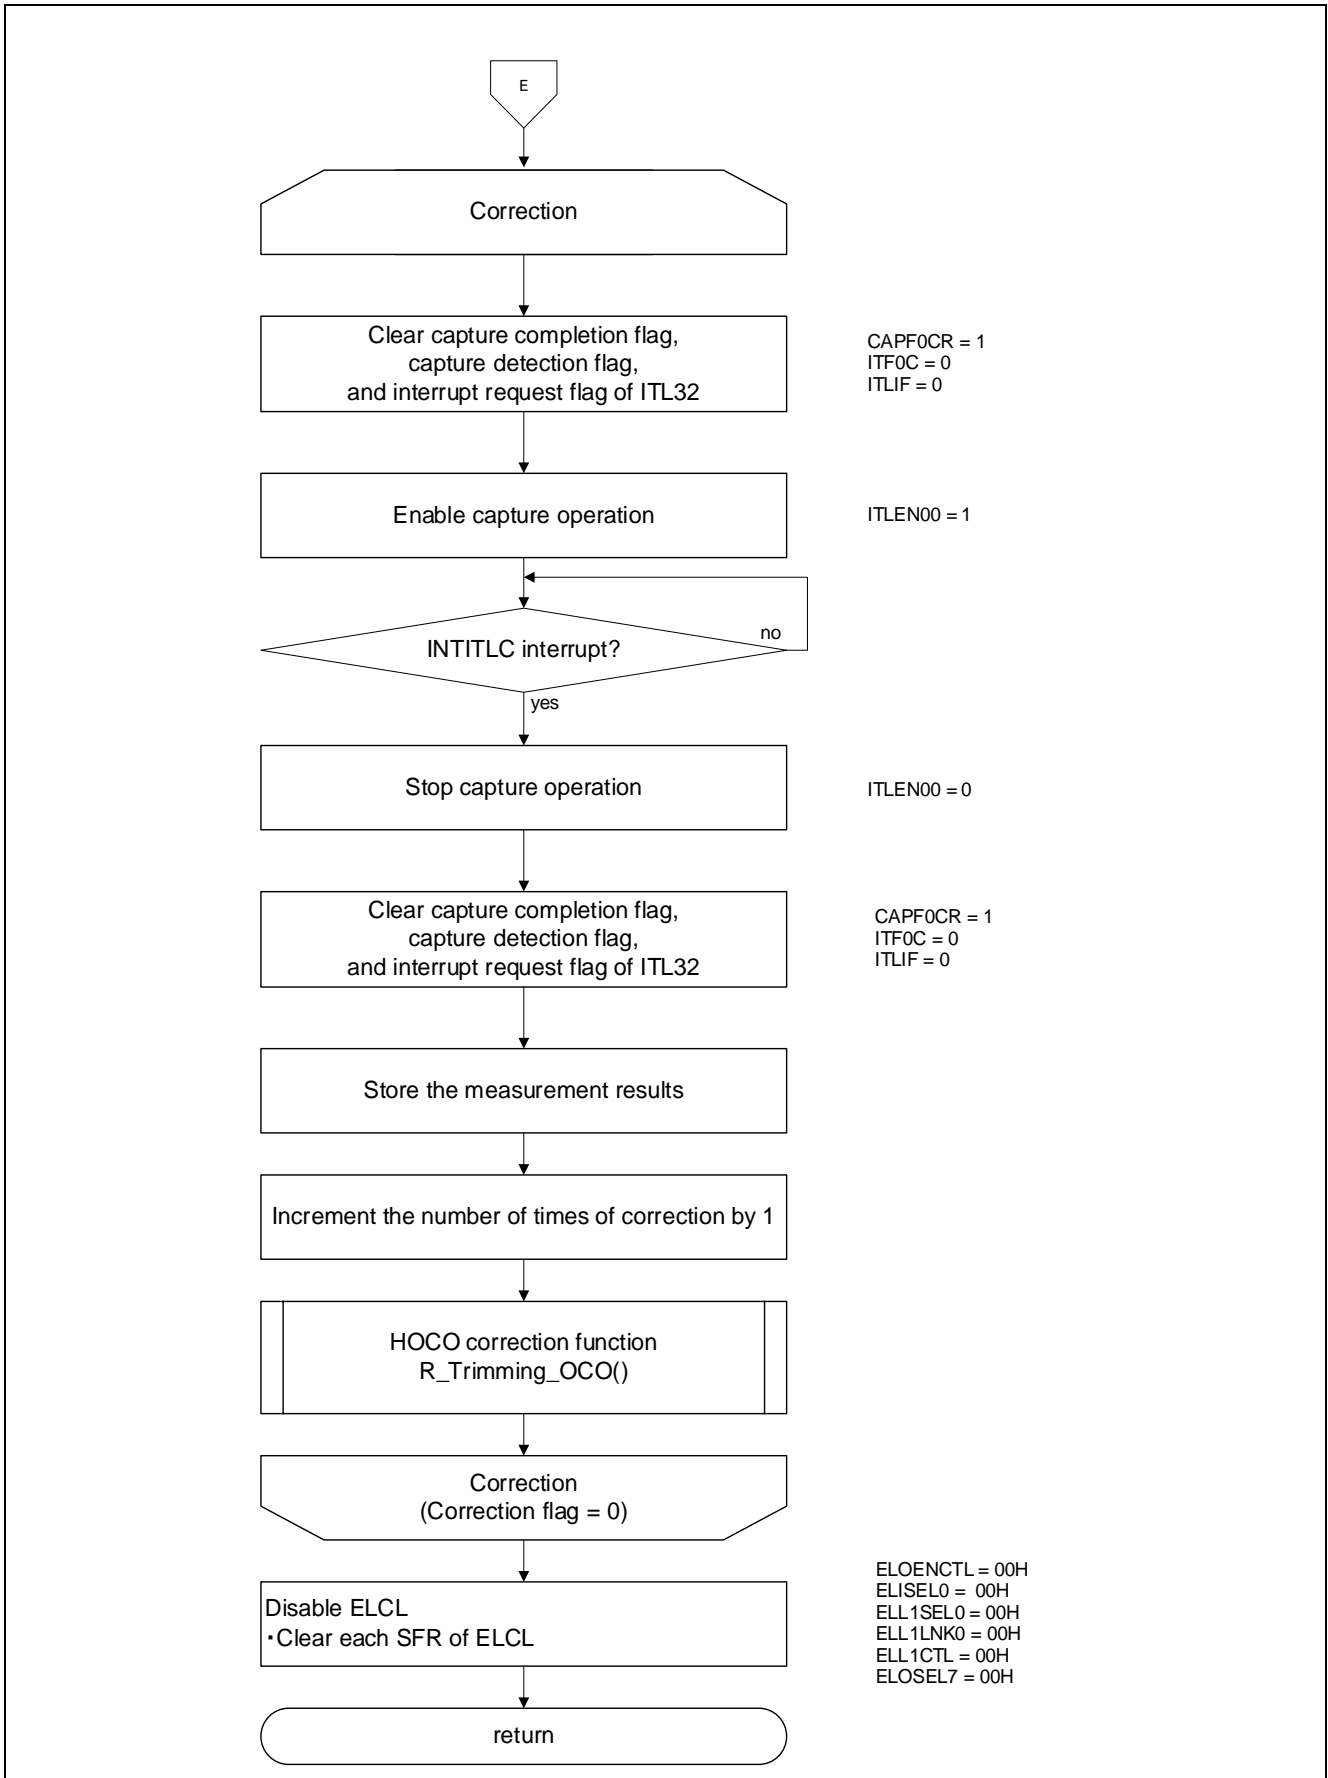 E
Correction
Clear capture completion flag,
capture detection flag,
and interrupt request flag of ITL32
CAPF0CR = 1
ITF0C = 0
ITLIF = 0
Enable capture operation
ITLEN00 = 1
INTITLC interrupt?
no
yes
Stop capture operation
ITLEN00 = 0
Clear capture completion flag,
capture detection flag,
and interrupt request flag of ITL32
CAPF0CR = 1
ITF0C = 0
ITLIF = 0
Store the measurement results
Increment the number of times of correction by 1
HOCO correction function
R_Trimming_OCO()
Correction
(Correction flag = 0)
Disable ELCL
・Clear each SFR of ELCL
ELOENCTL = 00H
ELISEL0 = 00H
ELL1SEL0 = 00H
ELL1LNK0 = 00H
ELL1CTL = 00H
ELOSEL7 = 00H
return